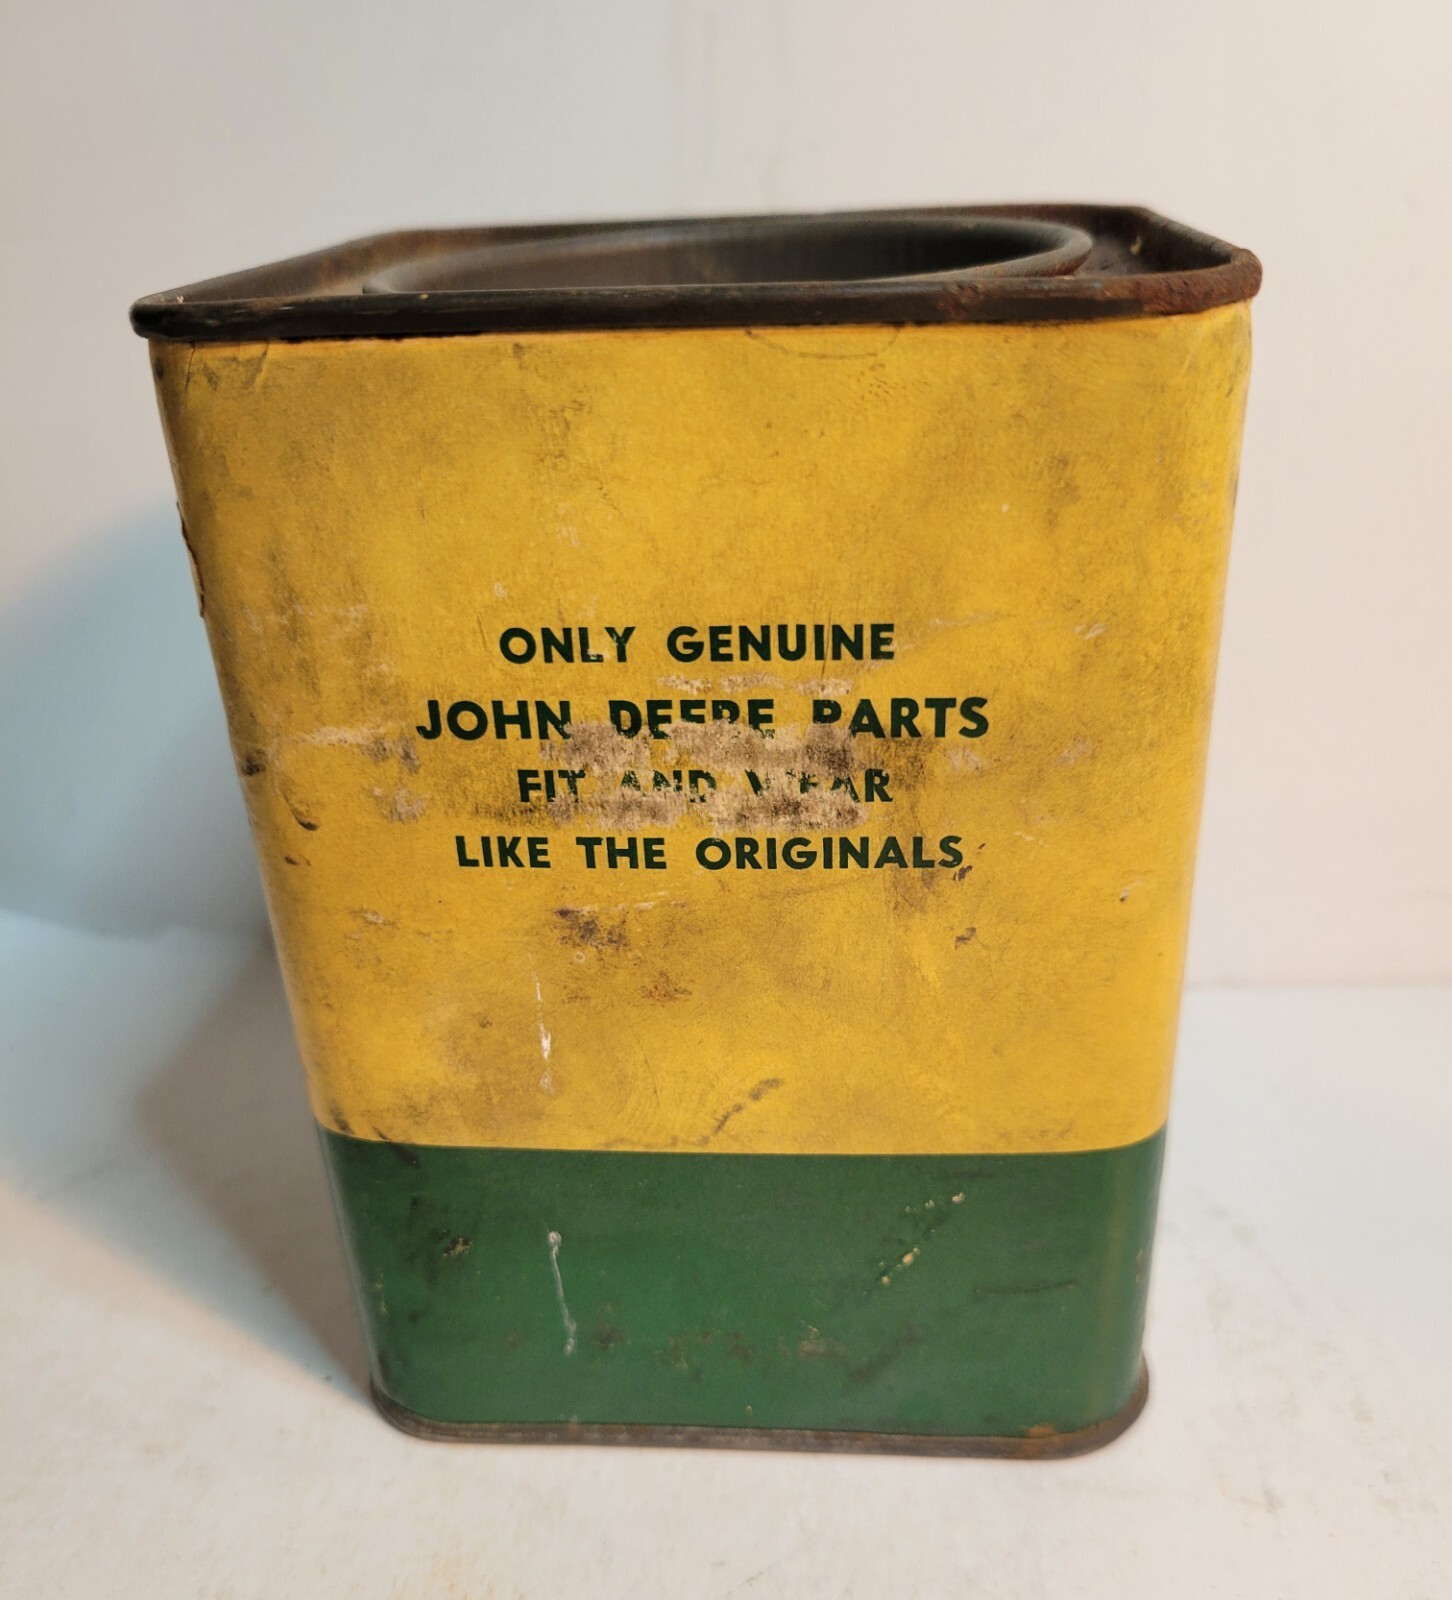 ONLY GENUINE
JOHN DEERE PARTS
FIT AND WEAR
LIKE THE ORIGINALS